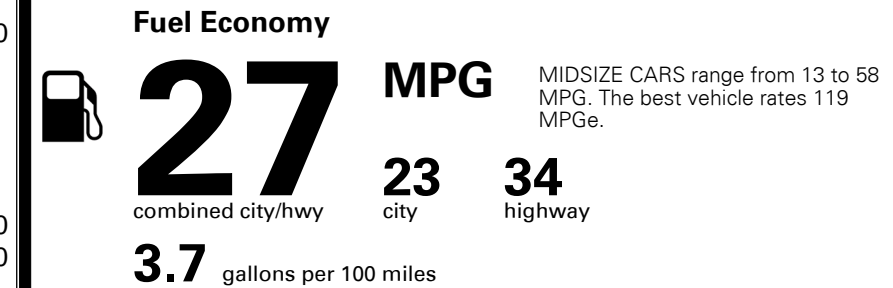 Fuel Economy
27 MPG
MIDSIZE CARS range from 13 to 58
MPG. The best vehicle rates 119
MPGe.
23 34
combined city/hwy city highway
3.7 gallons per 100 miles